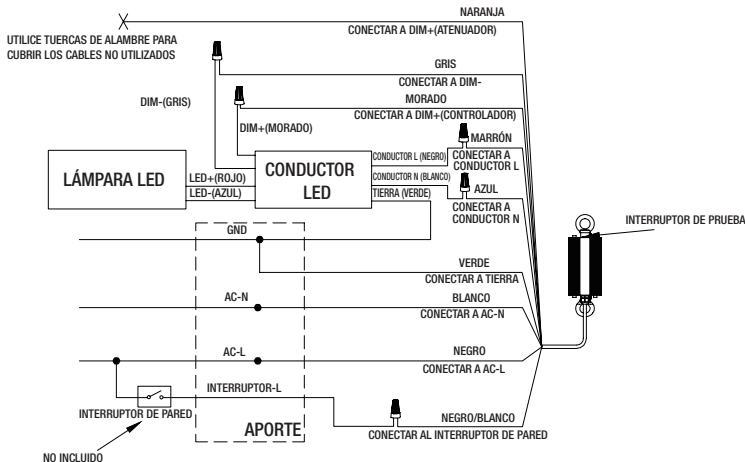 NARANJA
CONECTAR A DIM+(ATENUADOR)
UTILICE TUERCAS DE ALAMBRE PARA
CUBRIR LOS CABLES NO UTILIZADOS
GRIS
CONECTAR A DIM-
DIM-(GRIS)
MORADO
CONECTAR A DIM+(CONTROLADOR)
DIM+(MORADO)
MARRÓN
CONECTAR A
CONDUCTOR L
CONDUCTOR L (NEGRO)
LÁMPARA LED
LED+(ROJO)
LED-(AZUL)
CONDUCTOR
LED
CONDUCTOR N (BLANCO)
TIERRA (VERDE)
AZUL
CONECTAR A
CONDUCTOR N
INTERRUPTOR DE PRUEBA
GND
VERDE
CONECTAR A TIERRA
AC-N
BLANCO
CONECTAR A AC-N
AC-L
NEGRO
CONECTAR A AC-L
INTERRUPTOR-L
INTERRUPTOR DE PARED
NEGRO/BLANCO
CONECTAR AL INTERRUPTOR DE PARED
APORTE
NO INCLUIDO